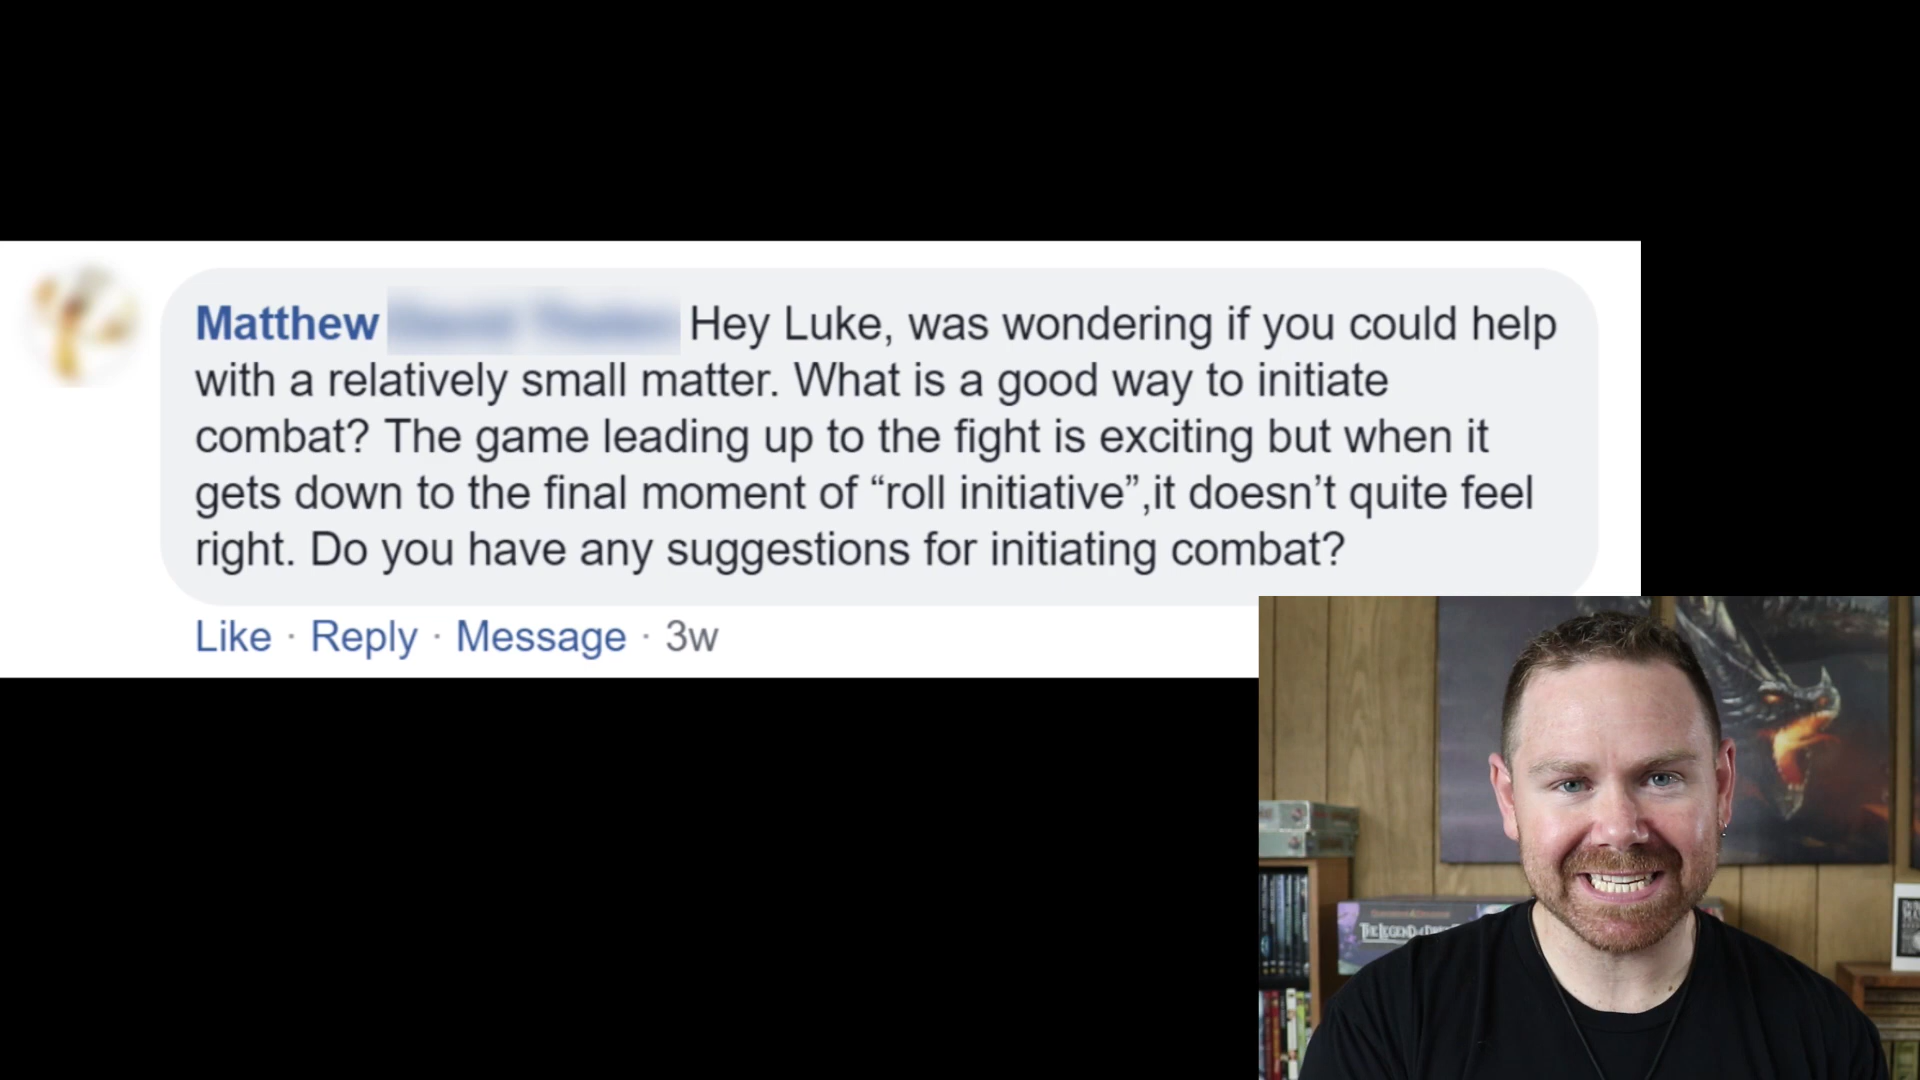 Matthew Hey Luke, was wondering if you could help
with a relatively small matter. What is a good way to initiate
combat? The game leading up to the fight is exciting but when it
gets down to the final moment of “roll initiative”,it doesn’t quite feel
right. Do you have any suggestions for initiating combat?
Like · Reply · Message · 3w
THE LEGEND OF